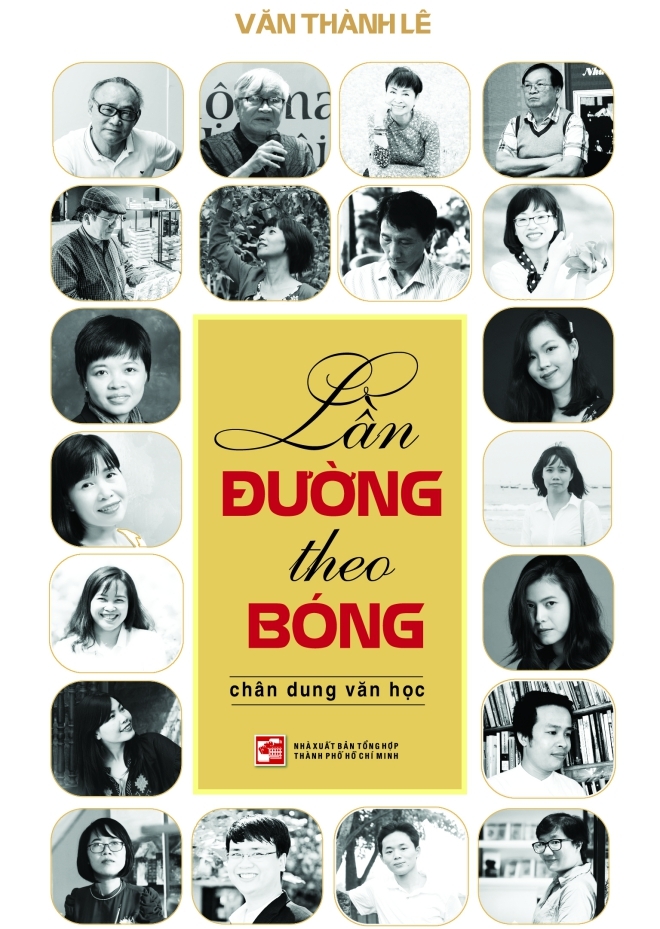 VĂN THÀNH LÊ
Lần
ĐƯỜNG
theo
BÓNG
chân dung văn học
NHÀ XUẤT BẢN TỔNG HỢP
THÀNH PHỐ HỒ CHÍ MINH